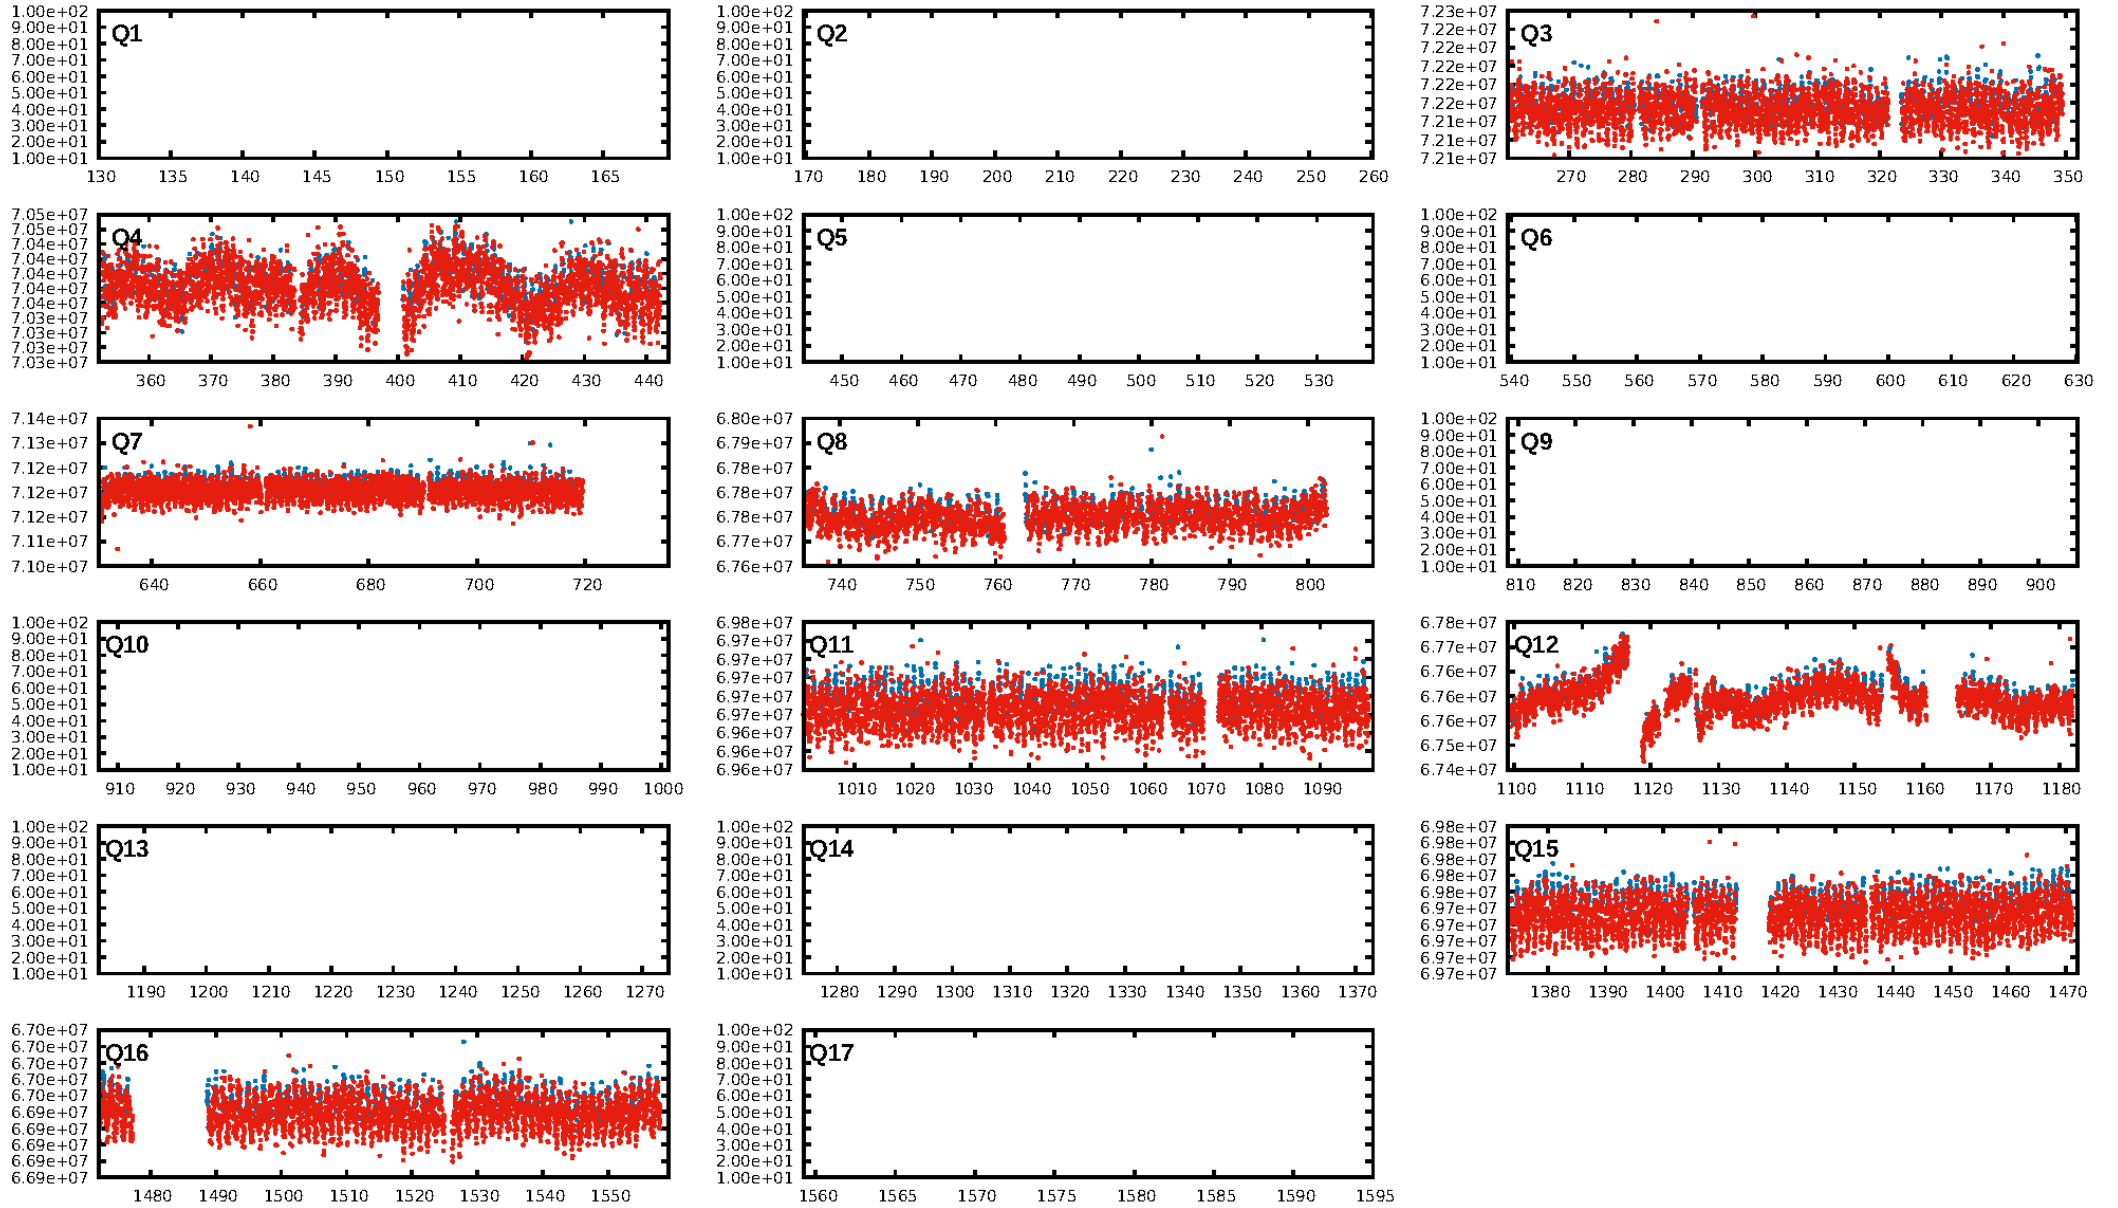 Q1
1.00e+02
9.00e+01
8.00e+01
7.00e+01
6.00e+01
5.00e+01
4.00e+01
3.00e+01
2.00e+01
1.00e+01
130 135 140 145 150 155 160 165
Q2
1.00e+02
9.00e+01
8.00e+01
7.00e+01
6.00e+01
5.00e+01
4.00e+01
3.00e+01
2.00e+01
1.00e+01
170 180 190 200 210 220 230 240 250 260
Q3
7.23e+07
7.22e+07
7.22e+07
7.22e+07
7.22e+07
7.22e+07
7.21e+07
7.21e+07
7.21e+07
270 280 290 300 310 320 330 340 350
Q4
7.05e+07
7.05e+07
7.04e+07
7.04e+07
7.04e+07
7.04e+07
7.04e+07
7.03e+07
7.03e+07
7.03e+07
7.03e+07
360 370 380 390 400 410 420 430 440
Q5
1.00e+02
9.00e+01
8.00e+01
7.00e+01
6.00e+01
5.00e+01
4.00e+01
3.00e+01
2.00e+01
1.00e+01
450 460 470 480 490 500 510 520 530
Q6
1.00e+02
9.00e+01
8.00e+01
7.00e+01
6.00e+01
5.00e+01
4.00e+01
3.00e+01
2.00e+01
1.00e+01
540 550 560 570 580 590 600 610 620 630
Q7
7.14e+07
7.13e+07
7.12e+07
7.12e+07
7.12e+07
7.11e+07
7.10e+07
640 660 680 700 720
Q8
6.80e+07
6.79e+07
6.78e+07
6.78e+07
6.78e+07
6.77e+07
6.76e+07
740 750 760 770 780 790 800
Q9
1.00e+02
9.00e+01
8.00e+01
7.00e+01
6.00e+01
5.00e+01
4.00e+01
3.00e+01
2.00e+01
1.00e+01
810 820 830 840 850 860 870 880 890 900
Q10
1.00e+02
9.00e+01
8.00e+01
7.00e+01
6.00e+01
5.00e+01
4.00e+01
3.00e+01
2.00e+01
1.00e+01
910 920 930 940 950 960 970 980 990 1000
Q11
6.98e+07
6.97e+07
6.97e+07
6.97e+07
6.97e+07
6.97e+07
6.96e+07
6.96e+07
6.96e+07
1010 1020 1030 1040 1050 1060 1070 1080 1090
Q12
6.78e+07
6.77e+07
6.76e+07
6.76e+07
6.76e+07
6.75e+07
6.74e+07
1100 1110 1120 1130 1140 1150 1160 1170 1180
Q13
1.00e+02
9.00e+01
8.00e+01
7.00e+01
6.00e+01
5.00e+01
4.00e+01
3.00e+01
2.00e+01
1.00e+01
1190 1200 1210 1220 1230 1240 1250 1260 1270
Q14
1.00e+02
9.00e+01
8.00e+01
7.00e+01
6.00e+01
5.00e+01
4.00e+01
3.00e+01
2.00e+01
1.00e+01
1280 1290 1300 1310 1320 1330 1340 1350 1360 1370
Q15
6.98e+07
6.98e+07
6.98e+07
6.98e+07
6.98e+07
6.97e+07
6.97e+07
6.97e+07
6.97e+07
6.97e+07
1380 1390 1400 1410 1420 1430 1440 1450 1460 1470
Q16
6.70e+07
6.70e+07
6.70e+07
6.70e+07
6.70e+07
6.69e+07
6.69e+07
6.69e+07
6.69e+07
6.69e+07
1480 1490 1500 1510 1520 1530 1540 1550
Q17
1.00e+02
9.00e+01
8.00e+01
7.00e+01
6.00e+01
5.00e+01
4.00e+01
3.00e+01
2.00e+01
1.00e+01
1560 1565 1570 1575 1580 1585 1590 1595